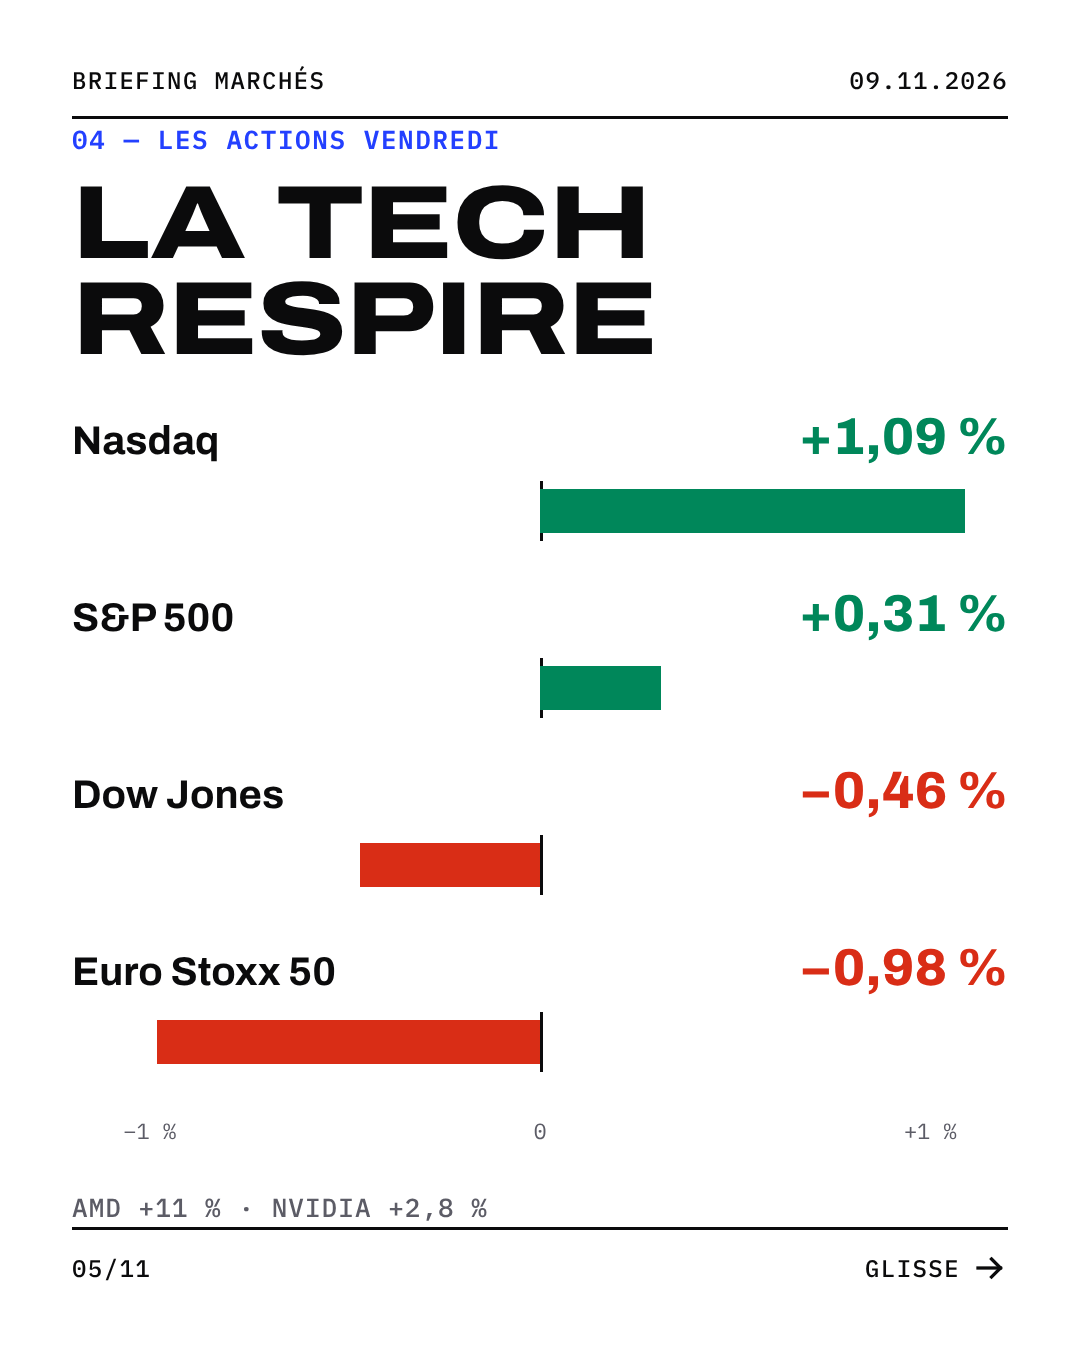 BRIEFING MARCHÉS
09.11.2026
04 — LES ACTIONS VENDREDI
LA TECH
RESPIRE
Nasdaq
+1,09 %
S&P 500
+0,31 %
Dow Jones
−0,46 %
Euro Stoxx 50
−0,98 %
−1 %
0
+1 %
AMD +11 % · NVIDIA +2,8 %
05/11
GLISSE →